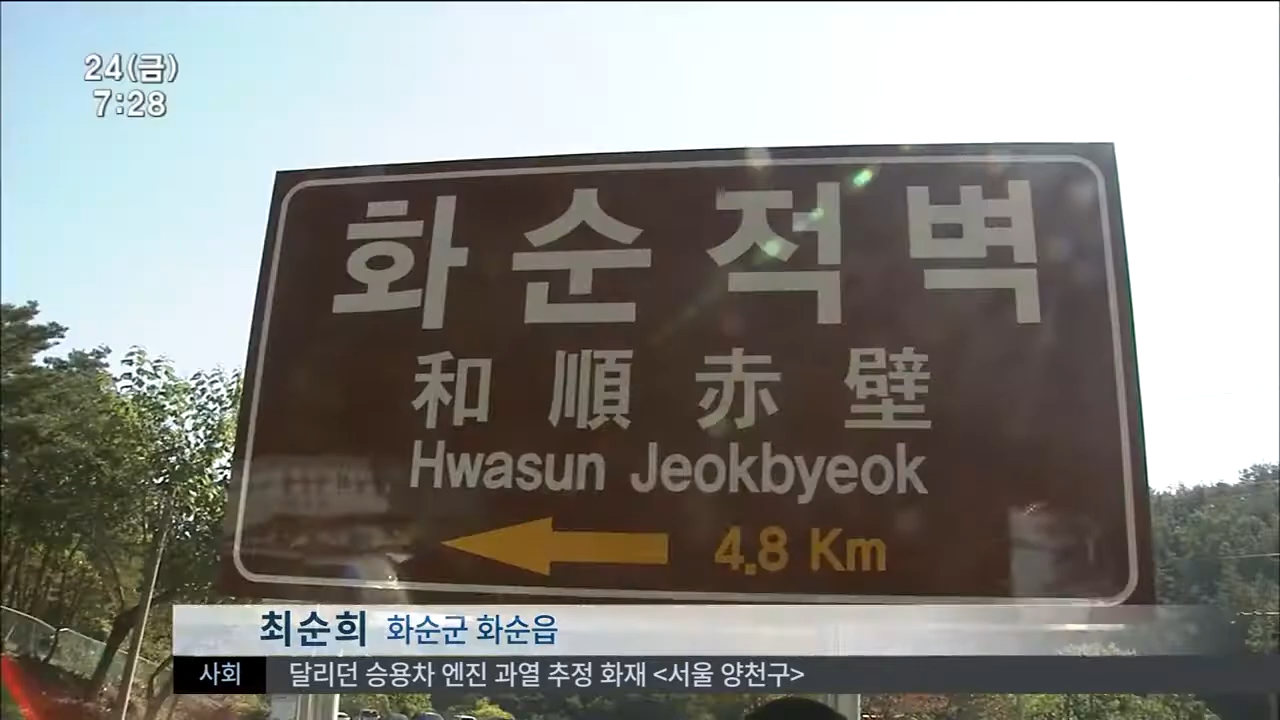 24(금)
7:28
화순적벽
和順赤壁
Hwasun Jeokbyeok
4.8 Km
최순희 화순군 화순읍
사회 달리던 승용차 엔진 과열 추정 화재 <서울 양천구>